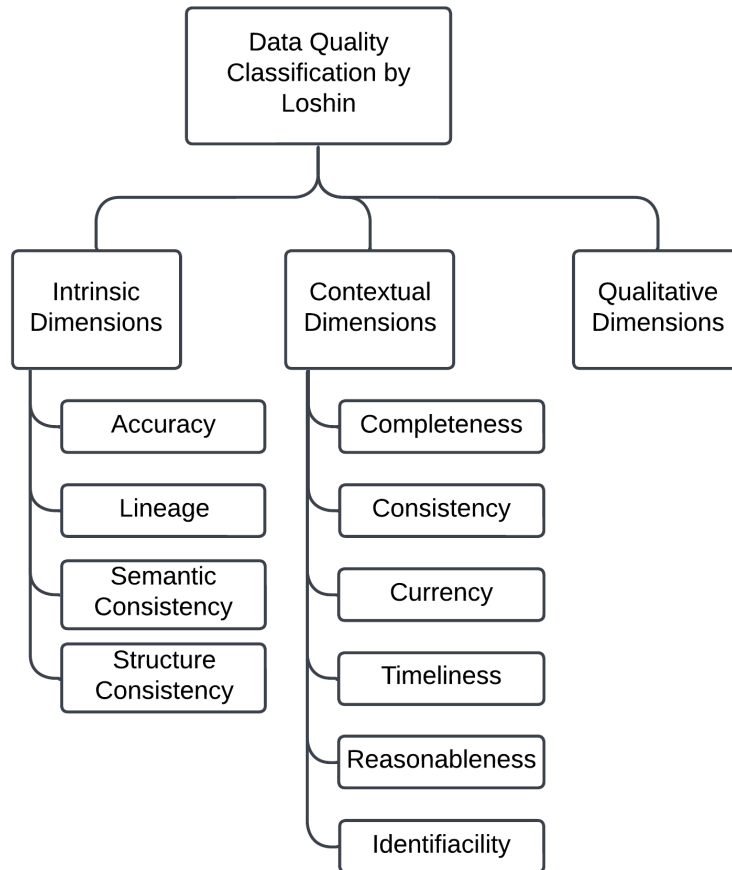 Data Quality
Classification by
Loshin
Intrinsic
Dimensions
Contextual
Dimensions
Qualitative
Dimensions
Accuracy
Lineage
Semantic
Consistency
Structure
Consistency
Completeness
Consistency
Currency
Timeliness
Reasonableness
Identifiacility